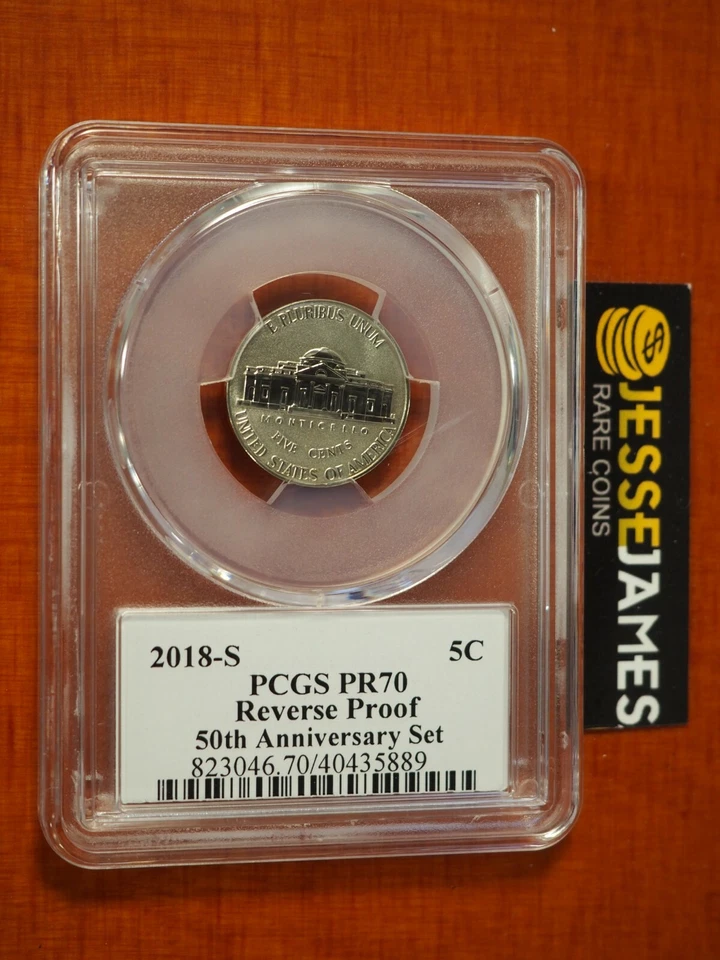 E PLURIBUS UNUM
MONTICELLO
FIVE CENTS
UNITED STATES OF AMERICA
2018-S 5C
PCGS PR70
Reverse Proof
50th Anniversary Set
823046.70/40435889
$
JESSEJAMES
RARE COINS